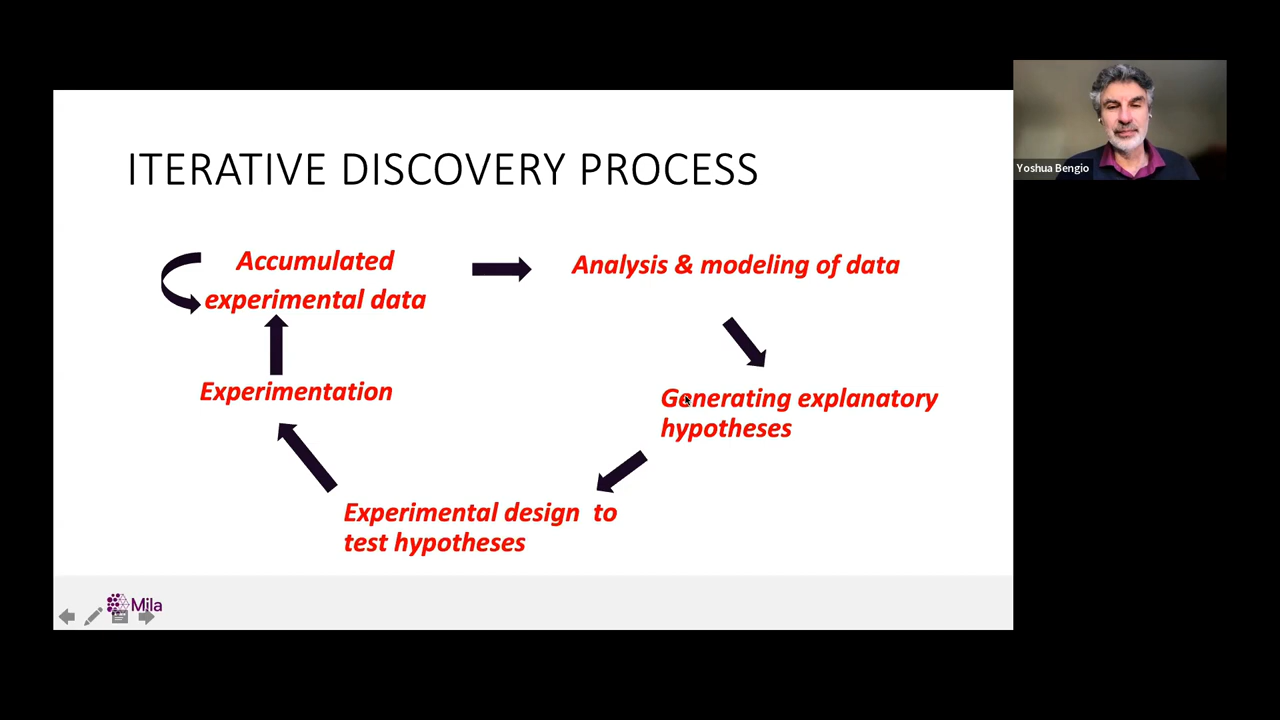 Yoshua Bengio
ITERATIVE DISCOVERY PROCESS
Accumulated
experimental data
Analysis & modeling of data
Generating explanatory
hypotheses
Experimental design to
test hypotheses
Experimentation
Mila